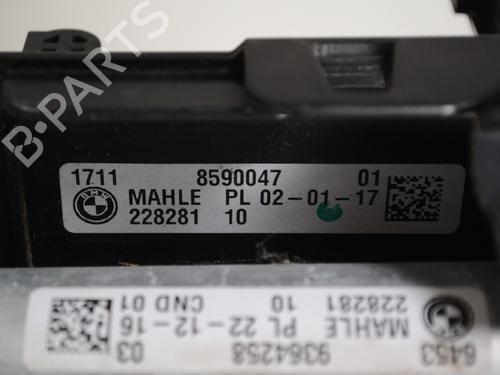 B-Parts
1711 8590047 01
BMW
MAHLE PL 02-01-17
228281 10
6453 9364258 03
MAHLE PL 22-12-16
228281 10 CND 01